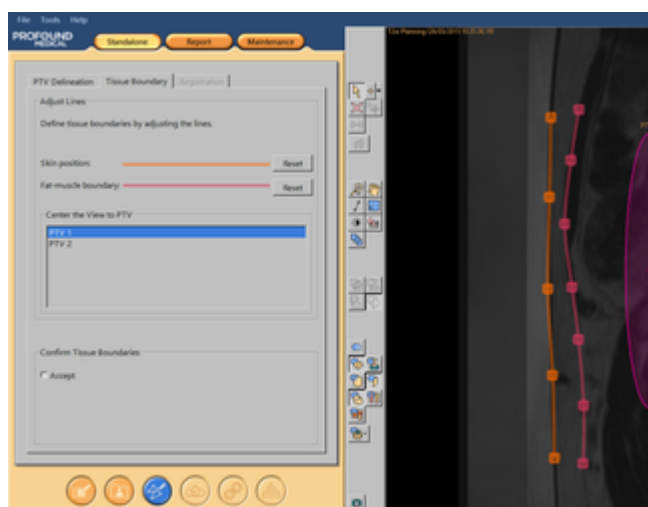 File Tools Help
PROFOUND
MEDICAL
Standalone Report Maintenance
PTV Delineation Tissue Boundary Registration
Adjust Lines
Define tissue boundaries by adjusting the lines.
Skin position: Reset
Fat-muscle boundary: Reset
Center the View to PTV
PTV 1
PTV 2
Confirm Tissue Boundaries
Accept